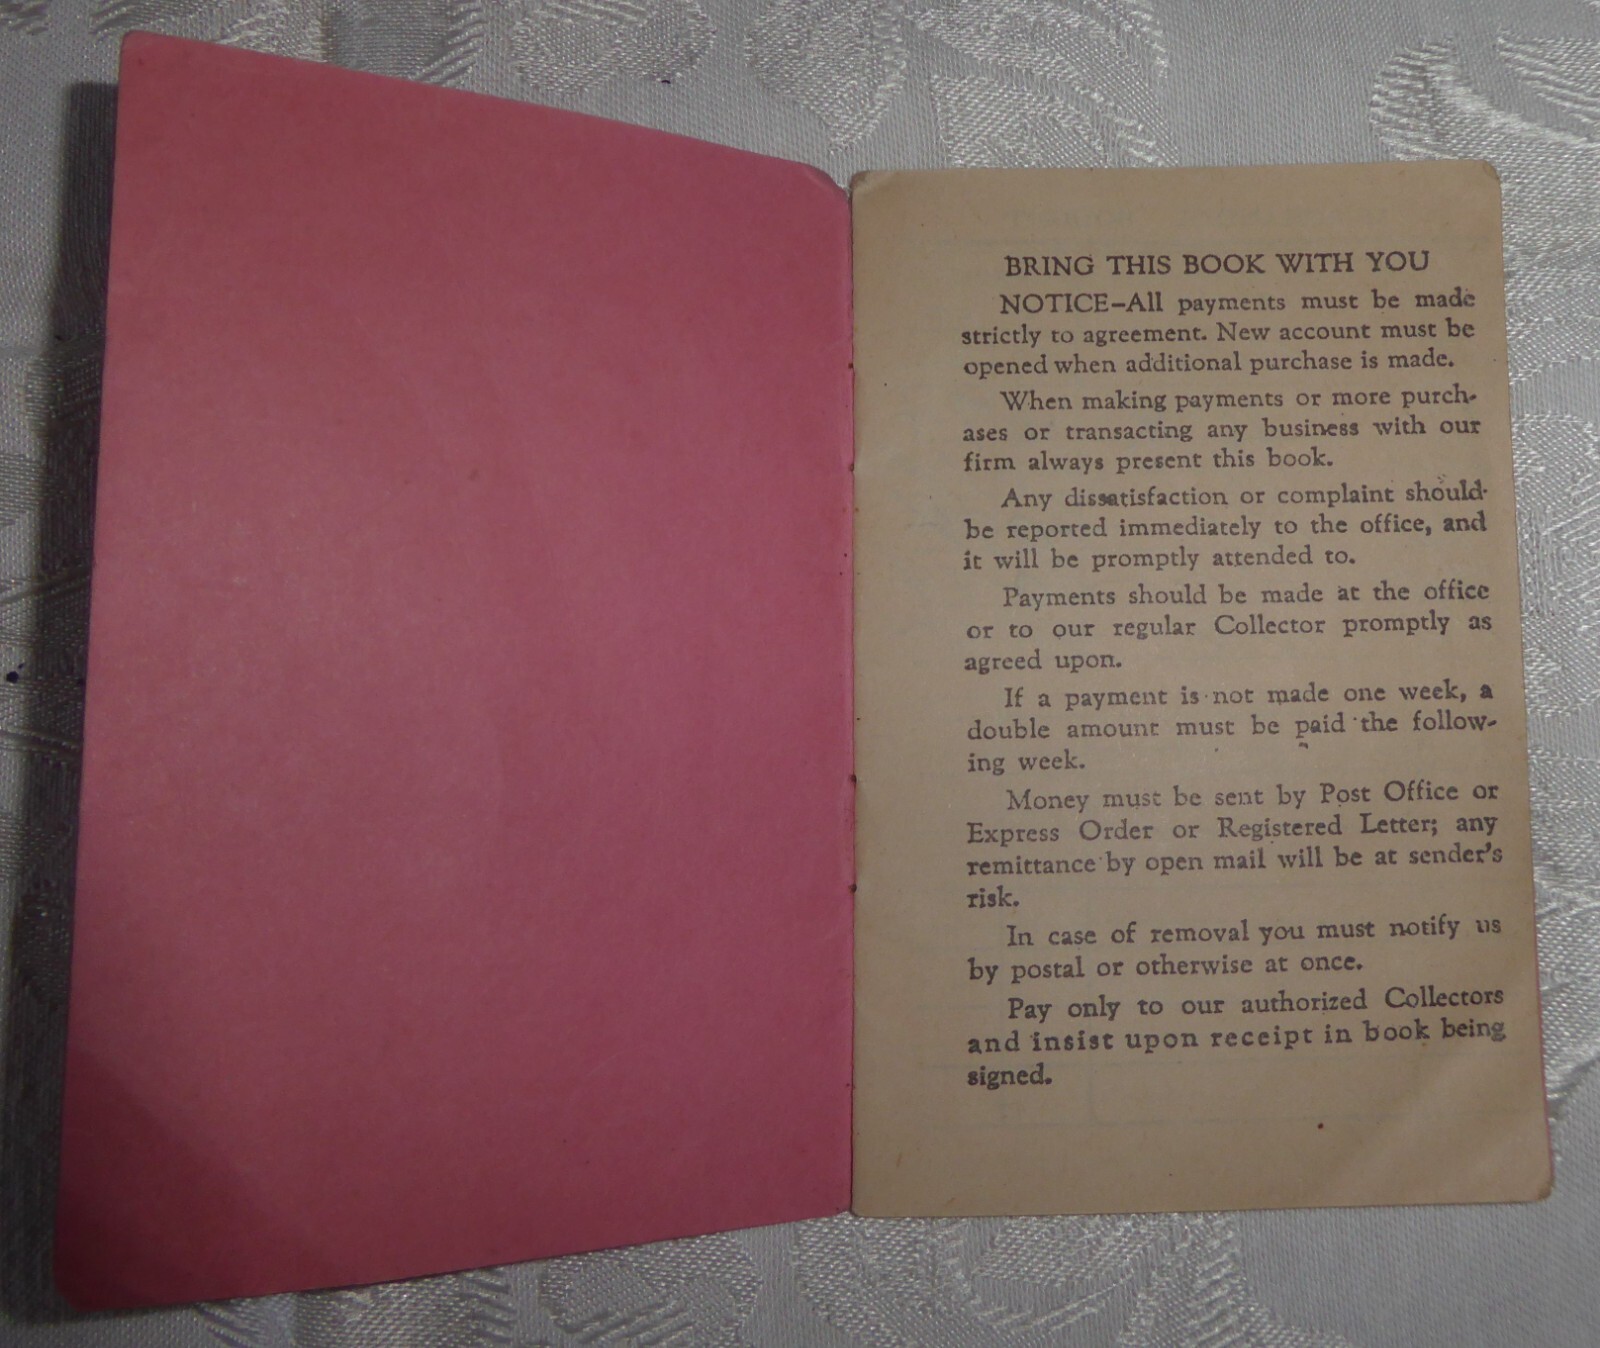 BRING THIS BOOK WITH YOU
NOTICE-All payments must be made
strictly to agreement. New account must be
opened when additional purchase is made.
When making payments or more purch-
ases or transacting any business with our
firm always present this book.
Any dissatisfaction or complaint should
be reported immediately to the office, and
it will be promptly attended to.
Payments should be made at the office
or to our regular Collector promptly as
agreed upon.
If a payment is not made one week, a
double amount must be paid the follow-
ing week.
Money must be sent by Post Office or
Express Order or Registered Letter; any
remittance by open mail will be at sender's
risk.
In case of removal you must notify us
by postal or otherwise at once.
Pay only to our authorized Collectors
and insist upon receipt in book being
signed.